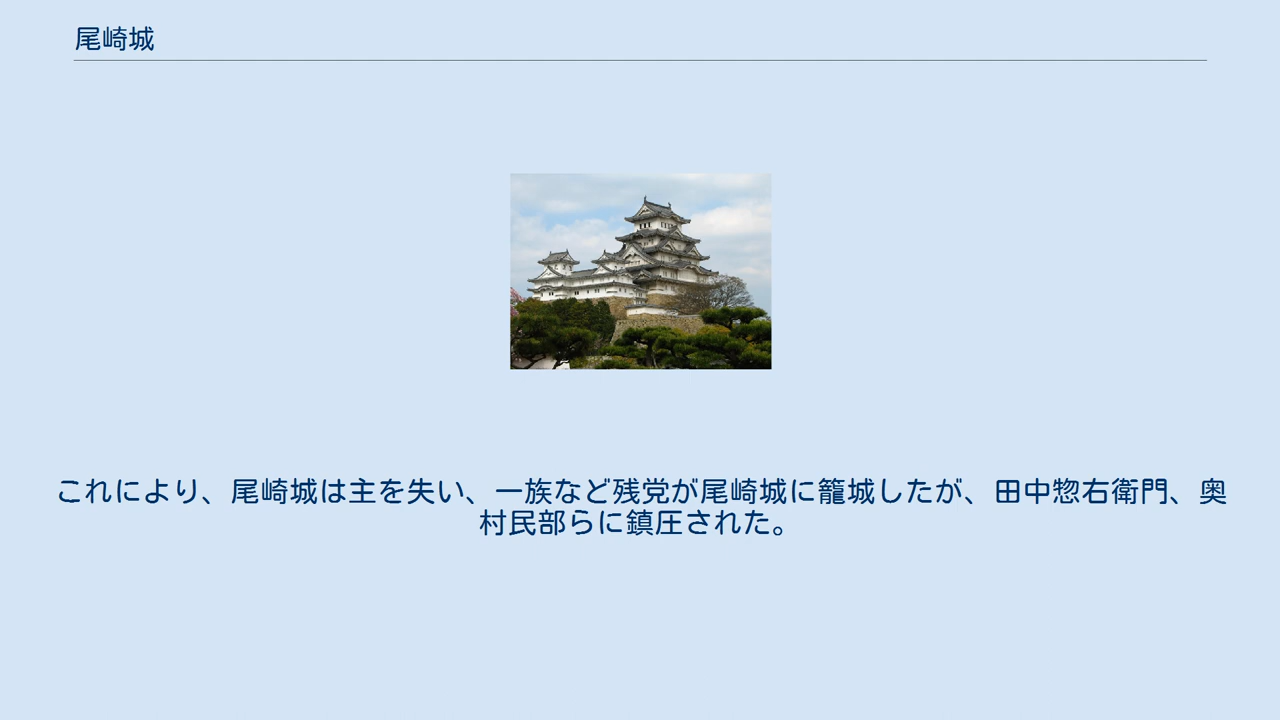 尾崎城
これにより、尾崎城は主を失い、一族など残党が尾崎城に籠城したが、田中惣右衛門、奥
村民部らに鎮圧された。